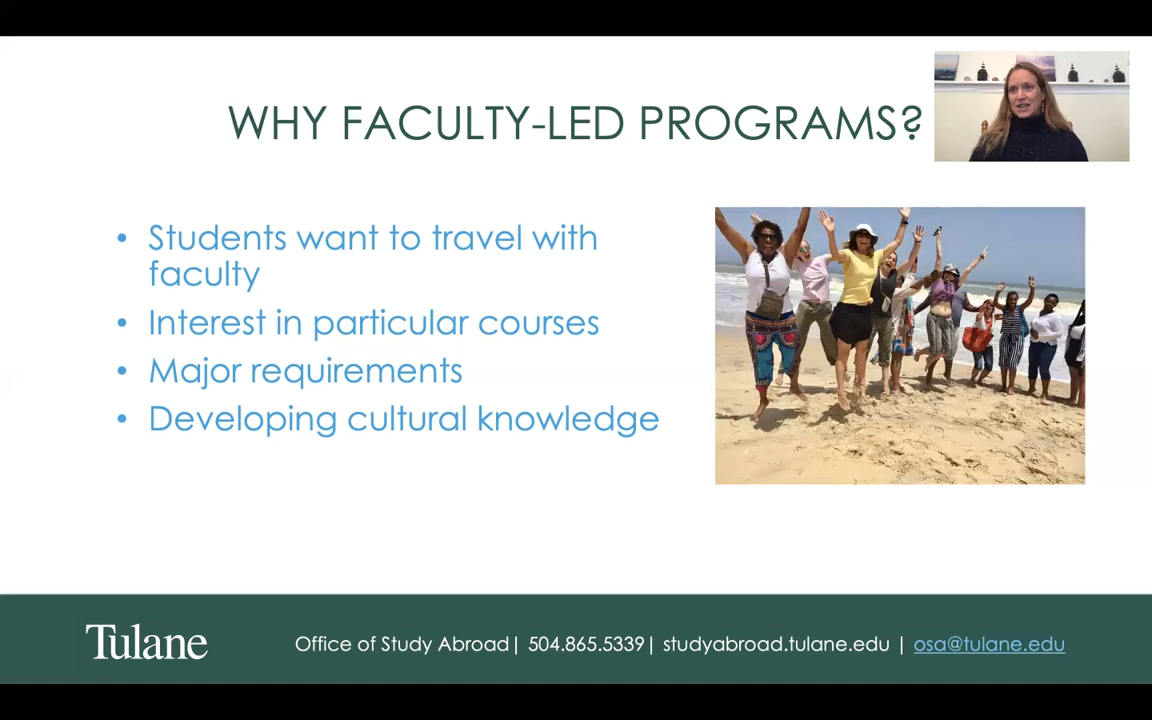 WHY FACULTY-LED PROGRAMS?
• Students want to travel with
faculty
• Interest in particular courses
• Major requirements
• Developing cultural knowledge
Tulane
Office of Study Abroad| 504.865.5339| studyabroad.tulane.edu | osa@tulane.edu